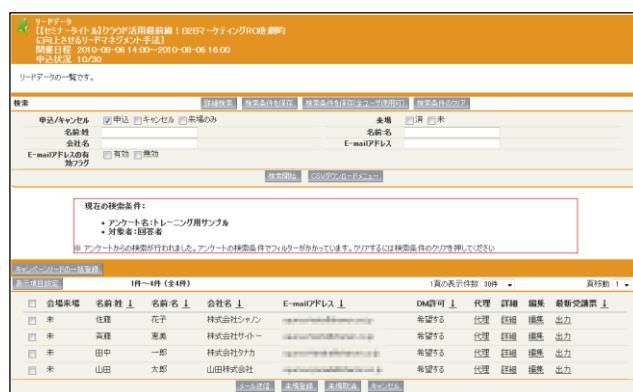 リードデータ
[[セミナータイトル]クラウド活用最前線！B2BマーケティングROIを劇的
に向上させるリードマネジメント手法]
開催日程 2010-08-06 14:00～2010-08-06 16:00
申込状況 10/30
リードデータの一覧です。
検索 詳細検索 検索条件を保存 検索条件を保存(全ユーザ使用可) 検索条件のクリア
申込/キャンセル 申込 キャンセル 来場のみ 来場 済 未
名前:姓 名前:名
会社名 E-mailアドレス
E-mailアドレスの有効フラグ 有効 無効
検索開始 CSVダウンロードメニュー
現在の検索条件：
• アンケート名：トレーニング用サンプル
• 対象者：回答者
※ アンケートからの検索が行われました。アンケートの検索条件でフィルターがかかっています。クリアするには検索条件のクリアを押してください
キャンペーンリードの一括登録
表示項目設定 1件～4件 (全4件) 1頁の表示件数 30件 頁移動 1
会場来場 名前:姓 ↓ 名前:名 ↓ 会社名 ↓ E-mailアドレス ↓ DM許可 ↓ 代理 詳細 編集 最新受講票 ↓
未 佐藤 花子 株式会社シャノン 希望する 代理 詳細 編集 出力
未 斉藤 恵美 株式会社サイトー 希望する 代理 詳細 編集 出力
未 田中 一郎 株式会社タナカ 希望する 代理 詳細 編集 出力
未 山田 太郎 山田株式会社 希望する 代理 詳細 編集 出力
メール送信 来場登録 来場取消 キャンセル